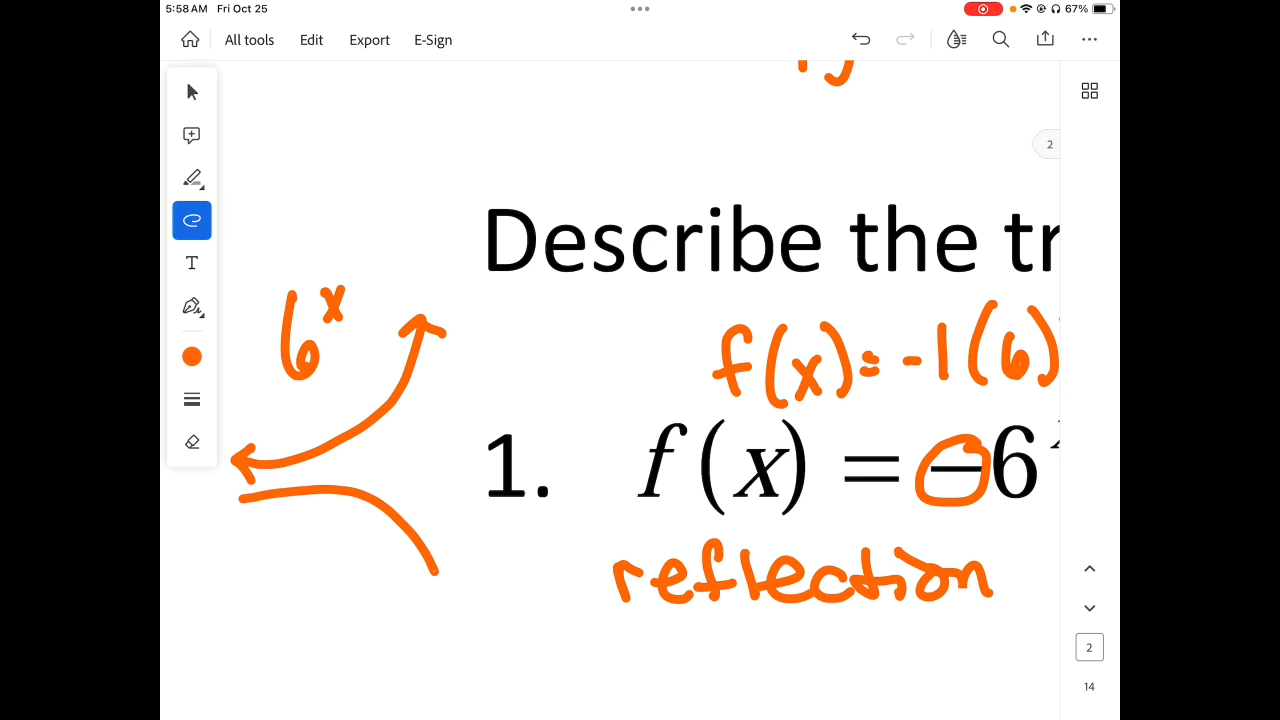 5:58 AM Fri Oct 25
67%
All tools Edit Export E-Sign
2
Describe the tr
6^x
f(x)=-1(6)
1. f(x) = −6
reflection
2
14